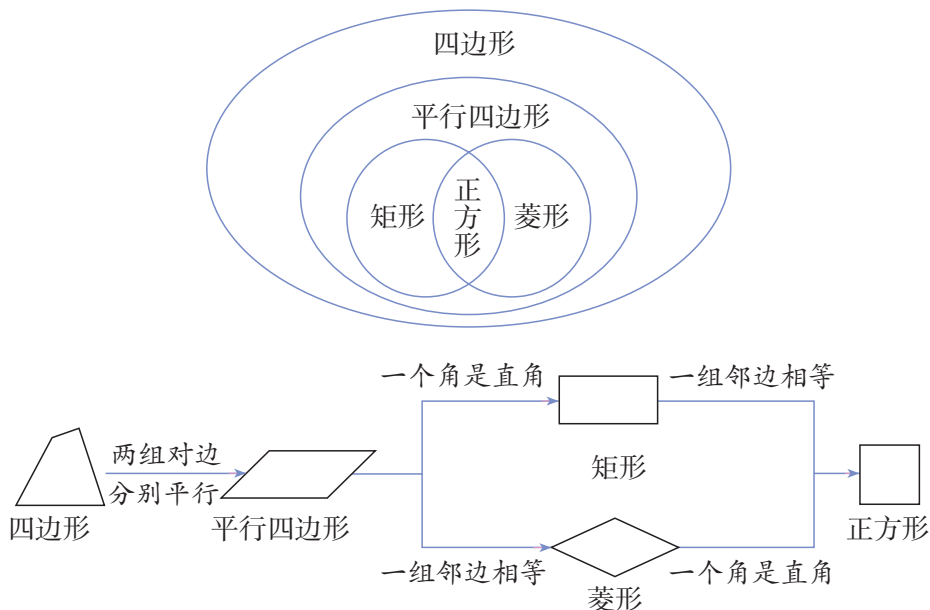 四边形
平行四边形
矩形
正方形
菱形
一个角是直角
一组邻边相等
两组对边
分别平行
矩形
四边形
平行四边形
正方形
一组邻边相等
一个角是直角
菱形